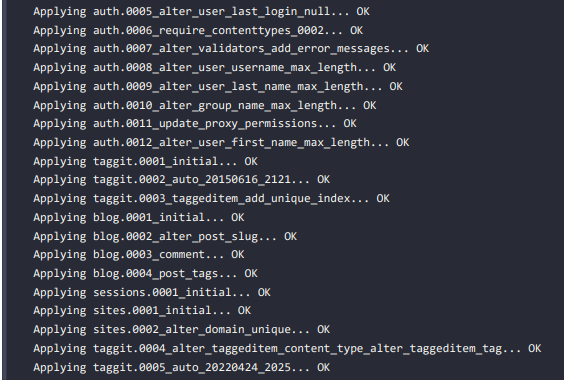 Applying auth.0005_alter_user_last_login_null... OK
Applying auth.0006_require_contenttypes_0002... OK
Applying auth.0007_alter_validators_add_error_messages... OK
Applying auth.0008_alter_user_username_max_length... OK
Applying auth.0009_alter_user_last_name_max_length... OK
Applying auth.0010_alter_group_name_max_length... OK
Applying auth.0011_update_proxy_permissions... OK
Applying auth.0012_alter_user_first_name_max_length... OK
Applying taggit.0001_initial... OK
Applying taggit.0002_auto_20150616_2121... OK
Applying taggit.0003_taggeditem_add_unique_index... OK
Applying blog.0001_initial... OK
Applying blog.0002_alter_post_slug... OK
Applying blog.0003_comment... OK
Applying blog.0004_post_tags... OK
Applying sessions.0001_initial... OK
Applying sites.0001_initial... OK
Applying sites.0002_alter_domain_unique... OK
Applying taggit.0004_alter_taggeditem_content_type_alter_taggeditem_tag... OK
Applying taggit.0005_auto_20220424_2025... OK